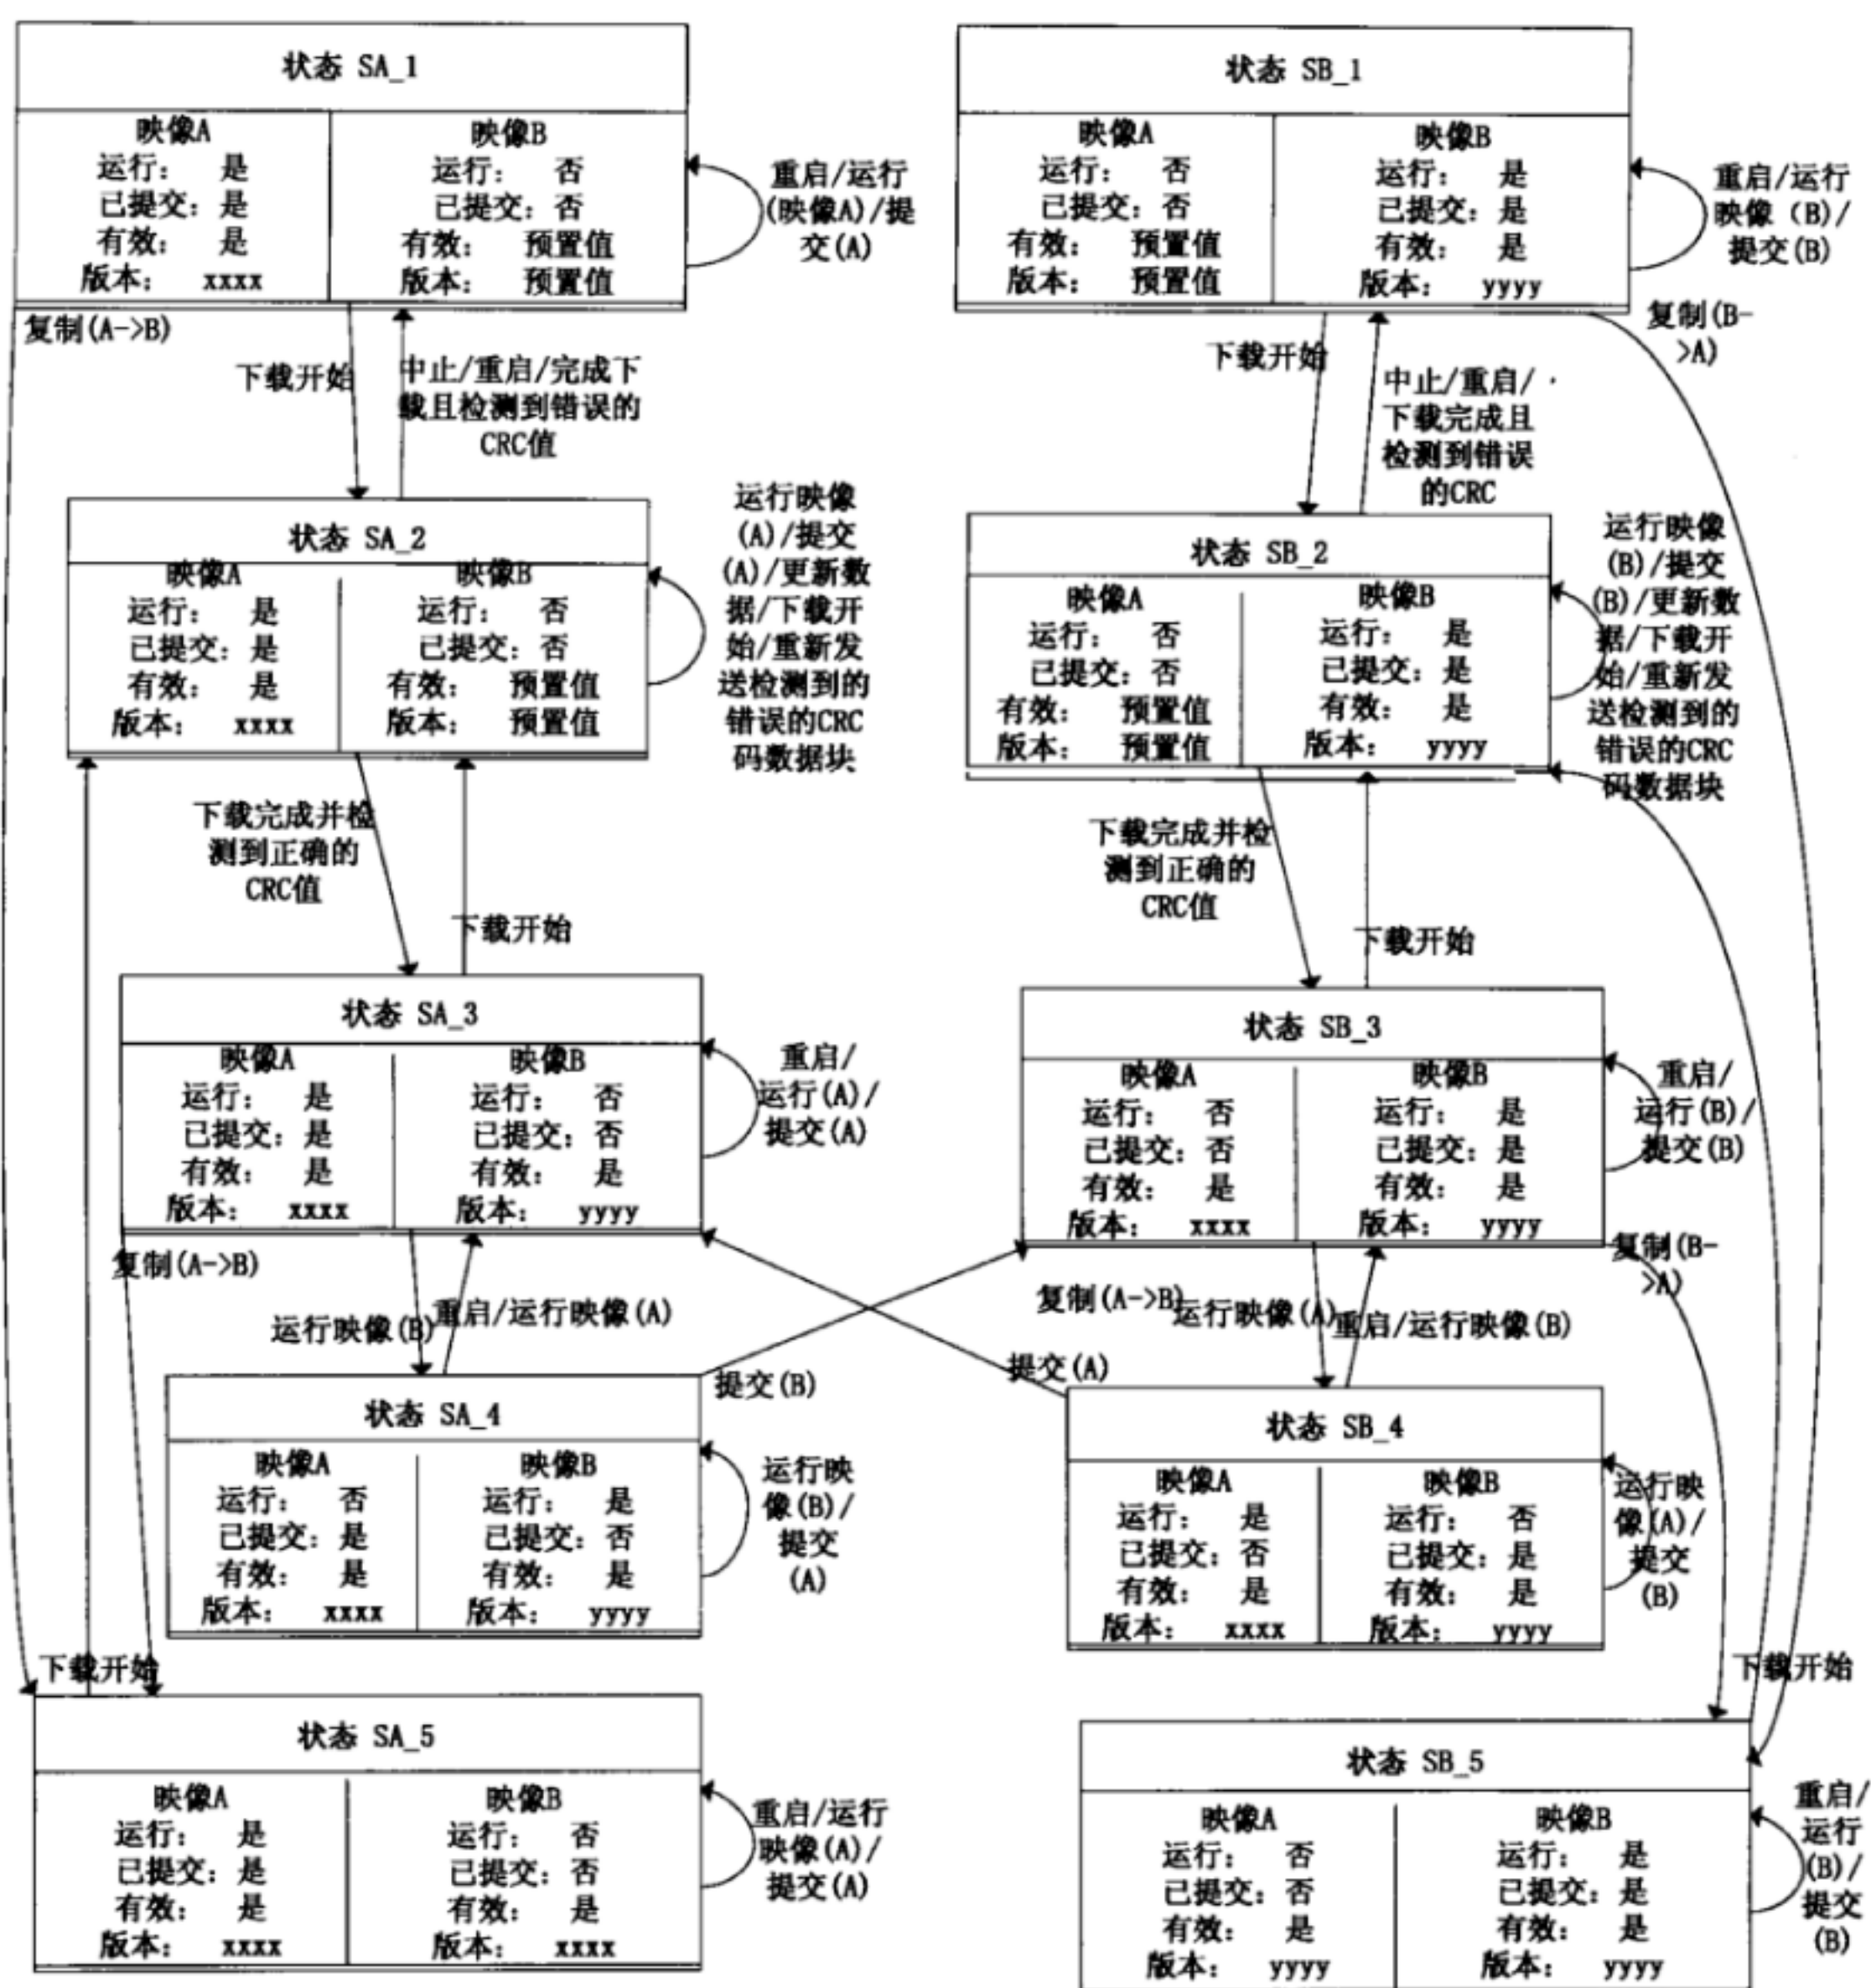 状态 SA_1
映像A
运行： 是
已提交：是
有效： 是
版本： xxxx
映像B
运行： 否
已提交：否
有效： 预置值
版本： 预置值
重启/运行
(映像A)/提
交(A)
复制(A->B)
下载开始
中止/重启/完成下
载且检测到错误的
CRC值
状态 SA_2
映像A
运行： 是
已提交：是
有效： 是
版本： xxxx
映像B
运行： 否
已提交：否
有效： 预置值
版本： 预置值
运行映像
(A)/提交
(A)/更新数
据/下载开
始/重新发
送检测到的
错误的CRC
码数据块
下载完成并检
测到正确的
CRC值
下载开始
状态 SA_3
映像A
运行： 是
已提交：是
有效： 是
版本： xxxx
映像B
运行： 否
已提交：否
有效： 是
版本： yyyy
重启/
运行(A)/
提交(A)
复制(A->B)
运行映像(B)
重启/运行映像(A)
提交(B)
状态 SA_4
映像A
运行： 否
已提交：是
有效： 是
版本： xxxx
映像B
运行： 是
已提交：否
有效： 是
版本： yyyy
运行映
像(B)/
提交
(A)
下载开始
状态 SA_5
映像A
运行： 是
已提交：是
有效： 是
版本： xxxx
映像B
运行： 否
已提交：否
有效： 是
版本： xxxx
重启/运行
映像(A)/
提交(A)
状态 SB_1
映像A
运行： 否
已提交：否
有效： 预置值
版本： 预置值
映像B
运行： 是
已提交：是
有效： 是
版本： yyyy
重启/运行
映像（B)/
提交(B)
复制(B-
>A)
下载开始
中止/重启/
下载完成且
检测到错误
的CRC
状态 SB_2
映像A
运行： 否
已提交：否
有效： 预置值
版本： 预置值
映像B
运行： 是
已提交：是
有效： 是
版本： yyyy
运行映像
(B)/提交
(B)/更新数
据/下载开
始/重新发
送检测到的
错误的CRC
码数据块
下载完成并检
测到正确的
CRC值
下载开始
状态 SB_3
映像A
运行： 否
已提交：否
有效： 是
版本： xxxx
映像B
运行： 是
已提交：是
有效： 是
版本： yyyy
重启/
运行(B)/
提交(B)
复制(B-
>A)
复制(A->B)
运行映像(A)
重启/运行映像(B)
提交(A)
状态 SB_4
映像A
运行： 是
已提交：否
有效： 是
版本： xxxx
映像B
运行： 否
已提交：是
有效： 是
版本： yyyy
运行映
像(A)/
提交
(B)
下载开始
状态 SB_5
映像A
运行： 否
已提交：否
有效： 是
版本： yyyy
映像B
运行： 是
已提交：是
有效： 是
版本： yyyy
重启/
运行
(B)/
提交
(B)